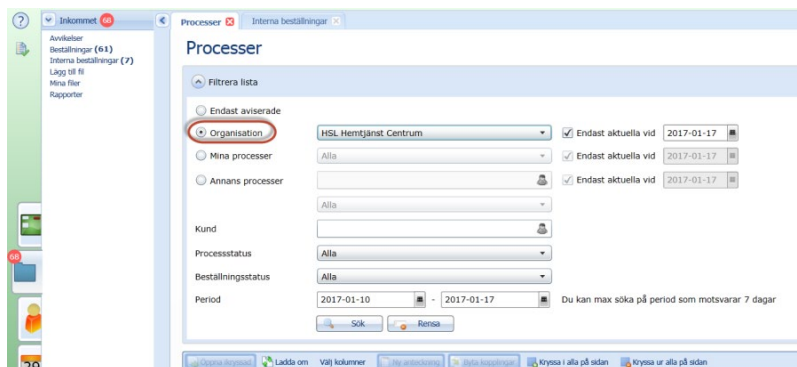 Inkommet 68
Avvikelser
Beställningar (61)
Interna beställningar (7)
Lägg till fil
Mina filer
Rapporter
68
29
Processer
Interna beställningar
Processer
Filtrera lista
Endast aviserade
Organisation HSL Hemtjänst Centrum Endast aktuella vid 2017-01-17
Mina processer Alla Endast aktuella vid 2017-01-17
Annans processer Endast aktuella vid 2017-01-17
Alla
Kund
Processstatus Alla
Beställningsstatus Alla
Period 2017-01-10 - 2017-01-17 Du kan max söka på period som motsvarar 7 dagar
Sök Rensa
Öppna ikryssad Ladda om Välj kolumner Ny anteckning Byta kopplingar Kryssa i alla på sidan Kryssa ur alla på sidan